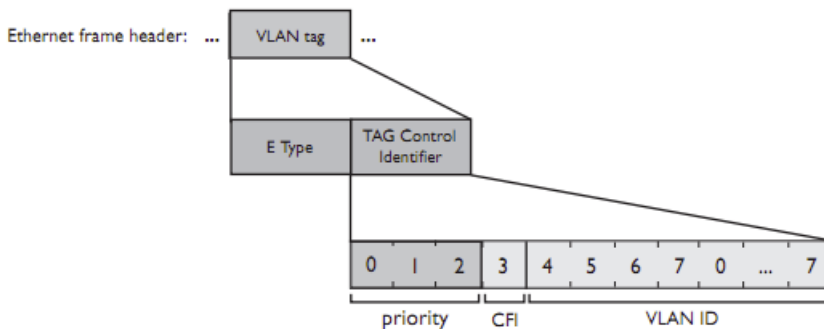 Ethernet frame header: ... VLAN tag ...
E Type TAG Control
Identifier
0 1 2 3 4 5 6 7 0 ... 7
priority CFI VLAN ID